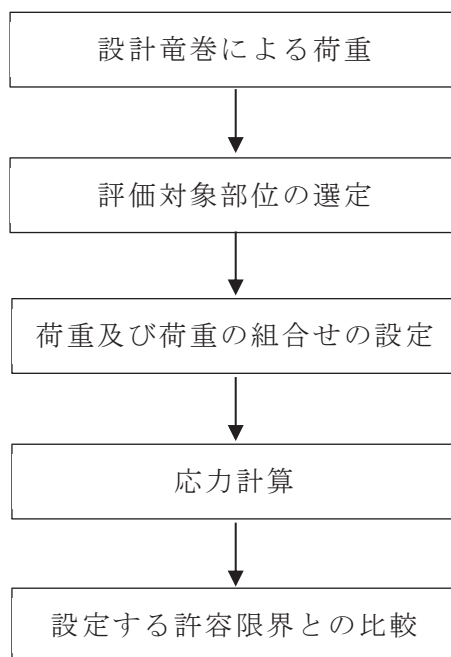 設計竜巻による荷重
評価対象部位の選定
荷重及び荷重の組合せの設定
応力計算
設定する許容限界との比較